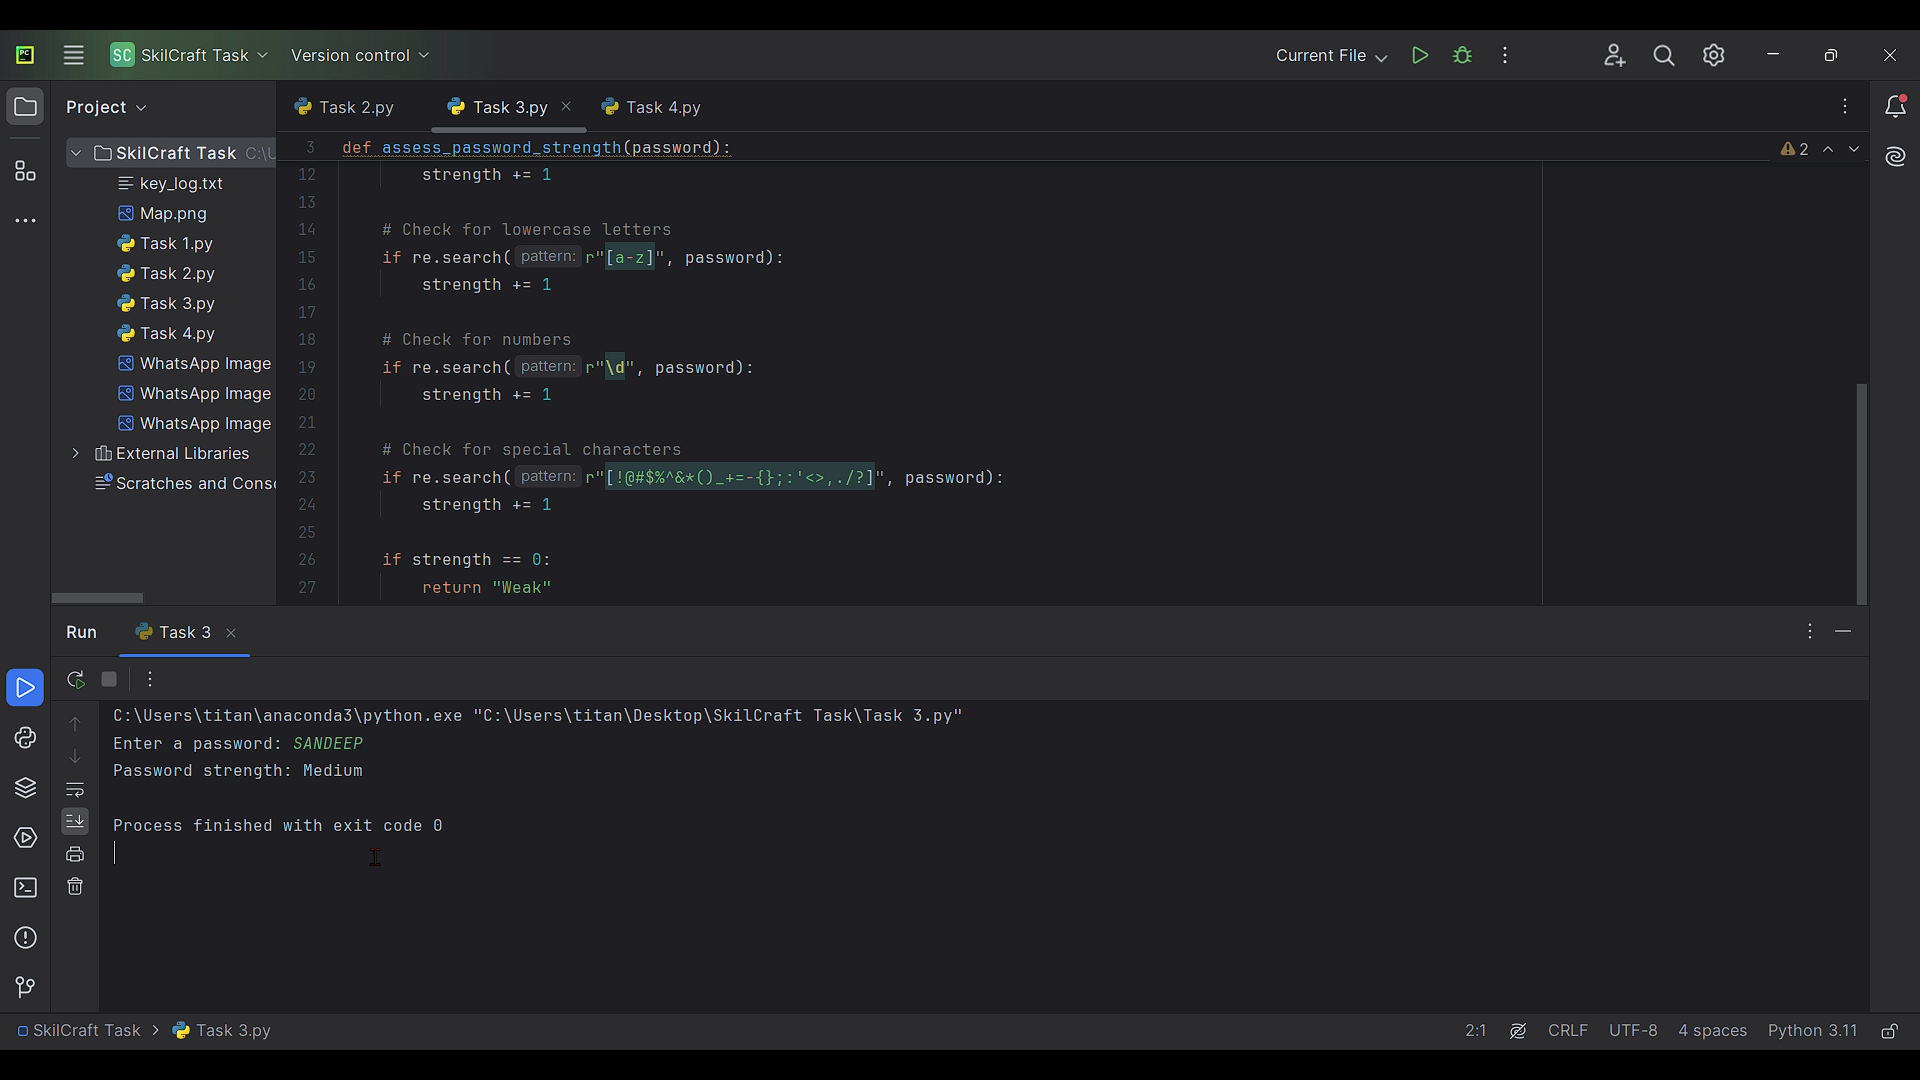 PC
SC SkilCraft Task
Version control
Current File
Project
Task 2.py
Task 3.py
Task 4.py
SkilCraft Task C:\U
key_log.txt
Map.png
Task 1.py
Task 2.py
Task 3.py
Task 4.py
WhatsApp Image
WhatsApp Image
WhatsApp Image
External Libraries
Scratches and Conso
3 def assess_password_strength(password):
2
12 strength += 1
13
14 # Check for lowercase letters
15 if re.search( pattern: r"[a-z]", password):
16 strength += 1
17
18 # Check for numbers
19 if re.search( pattern: r"\d", password):
20 strength += 1
21
22 # Check for special characters
23 if re.search( pattern: r"[!@#$%^&*()_+=-{};:'<>,./?]", password):
24 strength += 1
25
26 if strength == 0:
27 return "Weak"
Run
Task 3
C:\Users\titan\anaconda3\python.exe "C:\Users\titan\Desktop\SkilCraft Task\Task 3.py"
Enter a password: SANDEEP
Password strength: Medium
Process finished with exit code 0
SkilCraft Task > Task 3.py
2:1
CRLF
UTF-8
4 spaces
Python 3.11